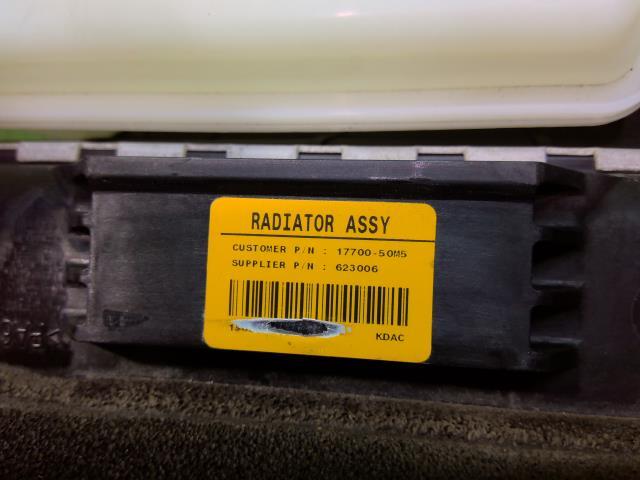 RADIATOR ASSY
CUSTOMER P/N : 17700-50M5
SUPPLIER P/N : 623006
KDAC